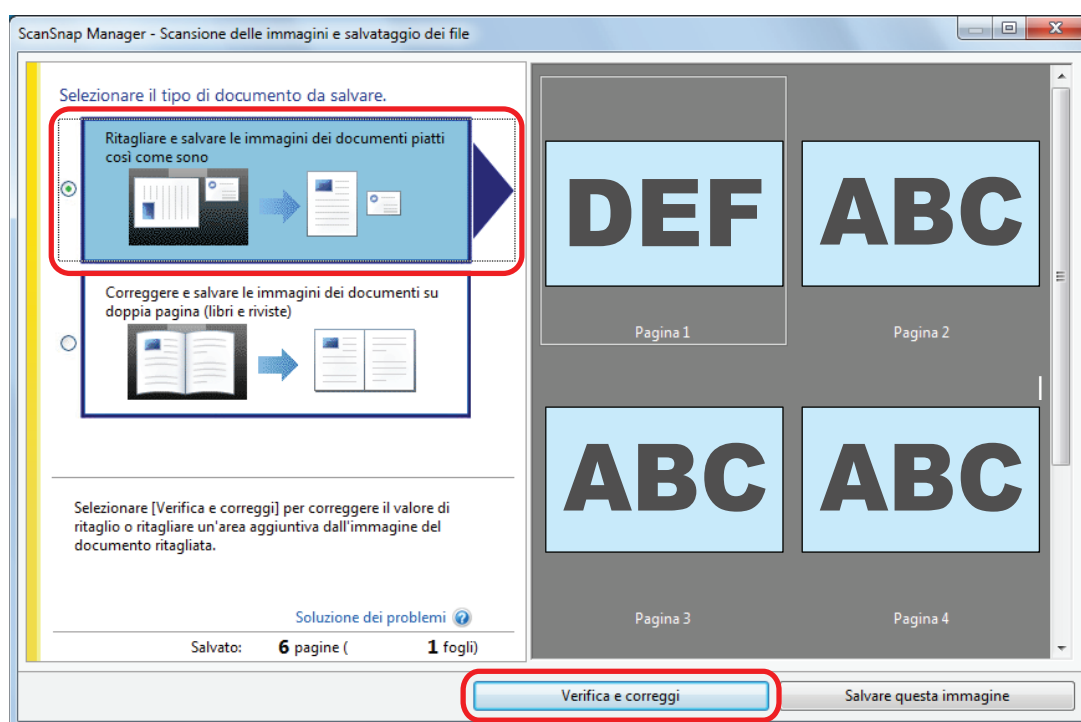 ScanSnap Manager - Scansione delle immagini e salvataggio dei file
Selezionare il tipo di documento da salvare.
Ritagliare e salvare le immagini dei documenti piatti
così come sono
Correggere e salvare le immagini dei documenti su
doppia pagina (libri e riviste)
Selezionare [Verifica e correggi] per correggere il valore di
ritaglio o ritagliare un'area aggiuntiva dall'immagine del
documento ritagliata.
Soluzione dei problemi
Salvato: 6 pagine ( 1 fogli)
DEF ABC
Pagina 1 Pagina 2
ABC ABC
Pagina 3 Pagina 4
Verifica e correggi Salvare questa immagine